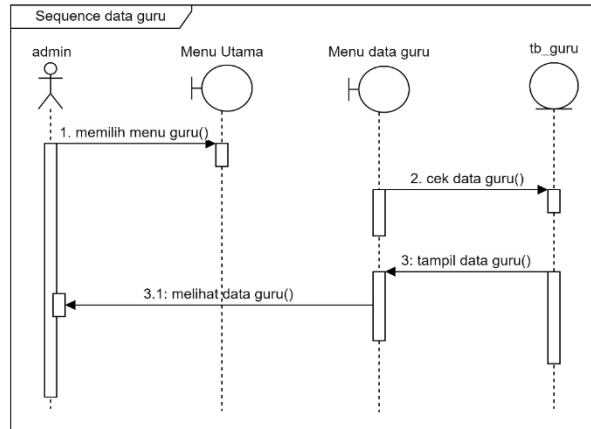 Sequence data guru
admin
Menu Utama
Menu data guru
tb_guru
1. memilih menu guru()
2. cek data guru()
3: tampil data guru()
3.1: melihat data guru()